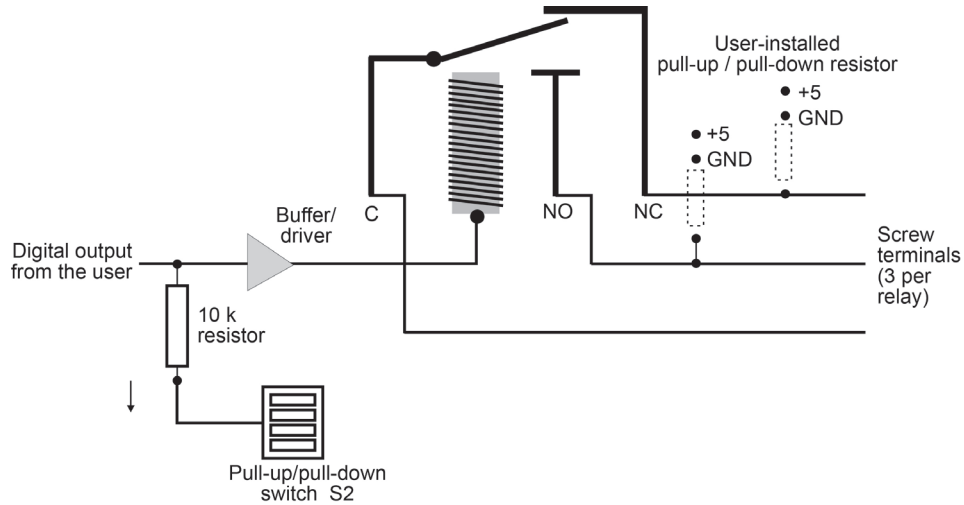 User-installed
pull-up / pull-down resistor
+5
GND
+5
GND
C
NO
NC
Buffer/
driver
Digital output
from the user
Screw
terminals
(3 per
relay)
10 k
resistor
Pull-up/pull-down
switch S2